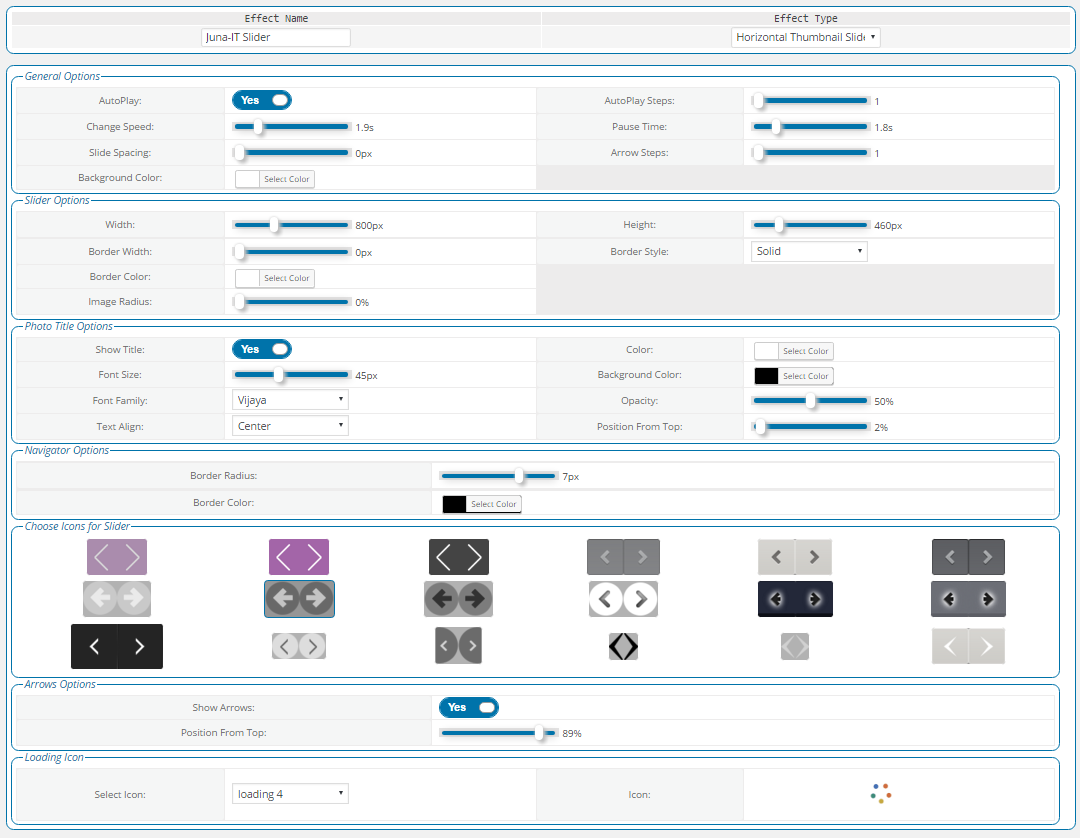 Effect Name Effect Type
Juna-IT Slider Horizontal Thumbnail Slide
General Options
AutoPlay: Yes AutoPlay Steps: 1
Change Speed: 1.9s Pause Time: 1.8s
Slide Spacing: 0px Arrow Steps: 1
Background Color: Select Color
Slider Options
Width: 800px Height: 460px
Border Width: 0px Border Style: Solid
Border Color: Select Color
Image Radius: 0%
Photo Title Options
Show Title: Yes Color: Select Color
Font Size: 45px Background Color: Select Color
Font Family: Vijaya Opacity: 50%
Text Align: Center Position From Top: 2%
Navigator Options
Border Radius: 7px
Border Color: Select Color
Choose Icons for Slider
Arrows Options
Show Arrows: Yes
Position From Top: 89%
Loading Icon
Select Icon: loading 4 Icon: